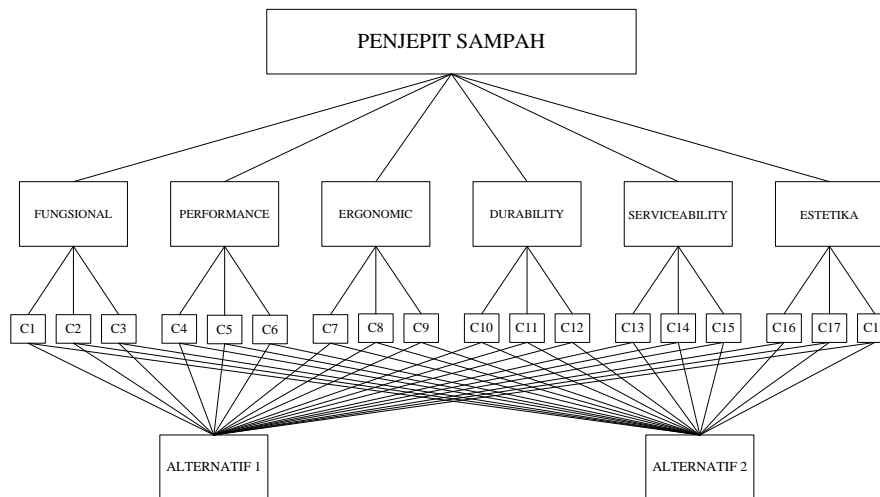 PENJEPIT SAMPAH
FUNGSIONAL PERFORMANCE ERGONOMIC DURABILITY SERVICEABILITY ESTETIKA
C1 C2 C3 C4 C5 C6 C7 C8 C9 C10 C11 C12 C13 C14 C15 C16 C17
ALTERNATIF 1 ALTERNATIF 2